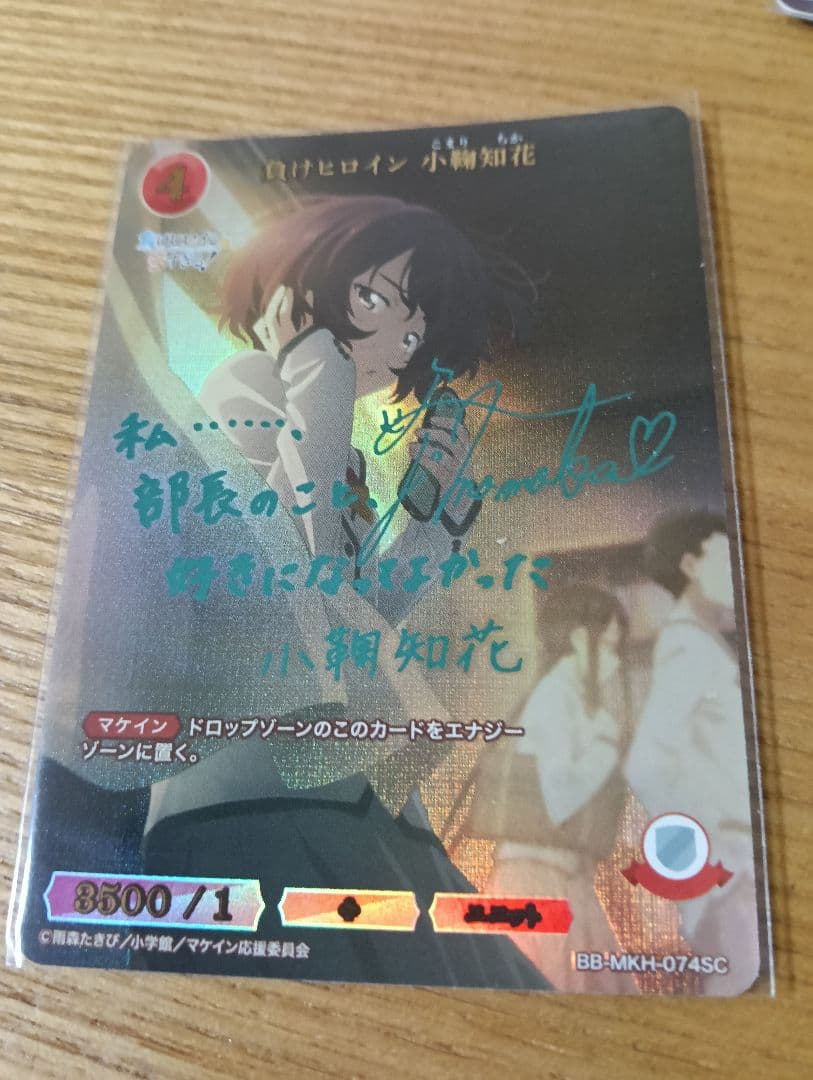 こまり ちか
4 負けヒロイン 小鞠知花
私……、
部長のこと、
好きになってよかった
小鞠知花
マケイン ドロップゾーンのこのカードをエナジー
ゾーンに置く。
3500 / 1
©雨森たきび／小学館／マケイン応援委員会
BB-MKH-074SC